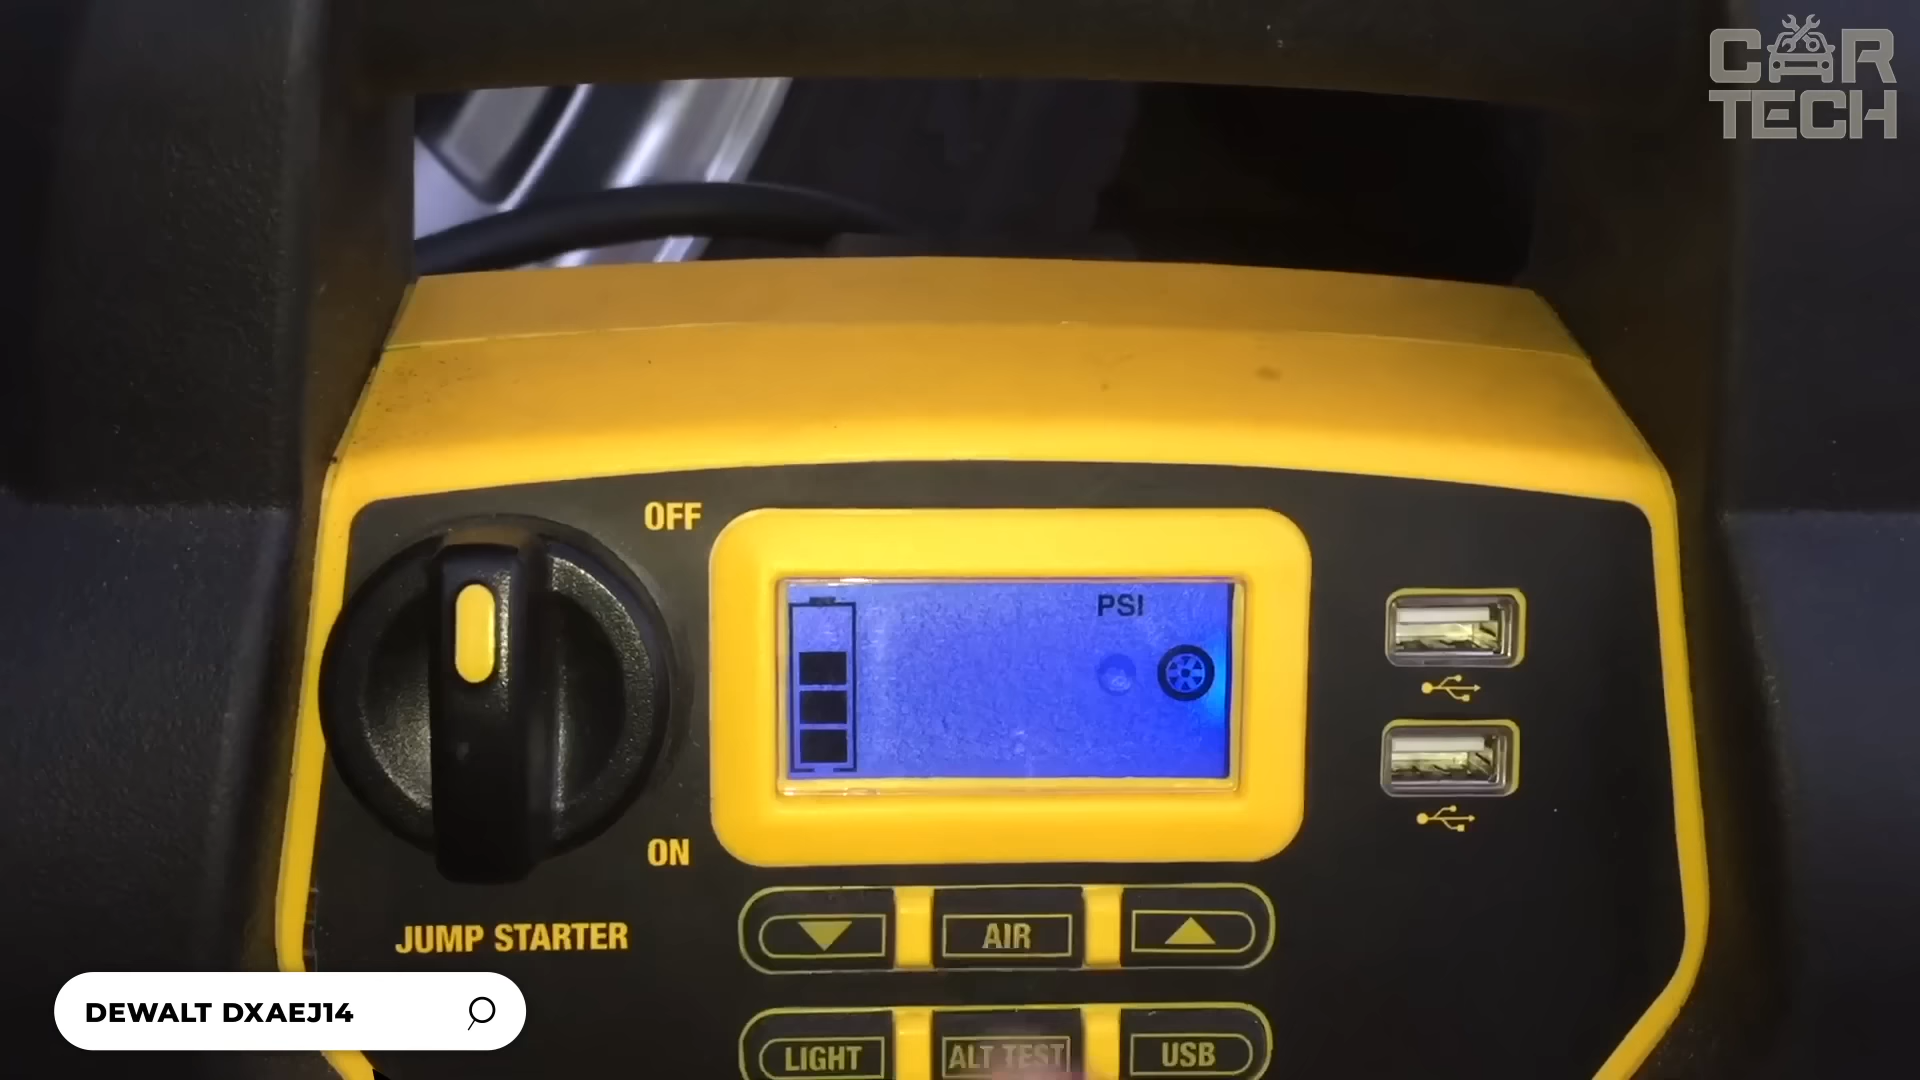 CAR
TECH
OFF
PSI
ON
JUMP STARTER
AIR
DEWALT DXAEJ14
LIGHT
ALT TEST
USB